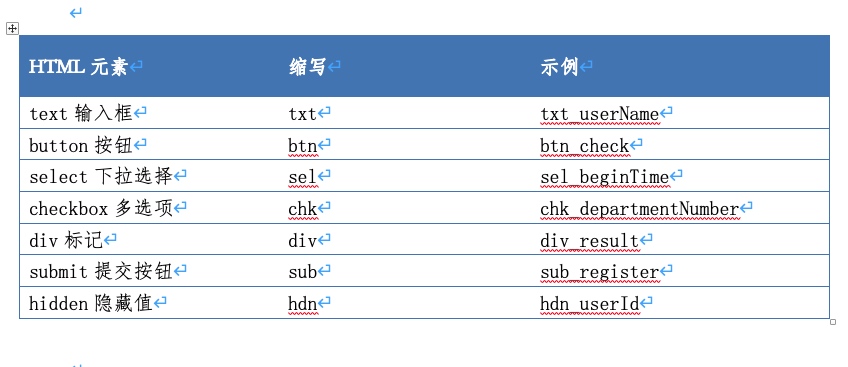 HTML 元素 缩写 示例
text 输入框 txt txt_userName
button 按钮 btn btn_check
select 下拉选择 sel sel_beginTime
checkbox 多选项 chk chk_departmentNumber
div 标记 div div_result
submit 提交按钮 sub sub_register
hidden 隐藏值 hdn hdn_userId